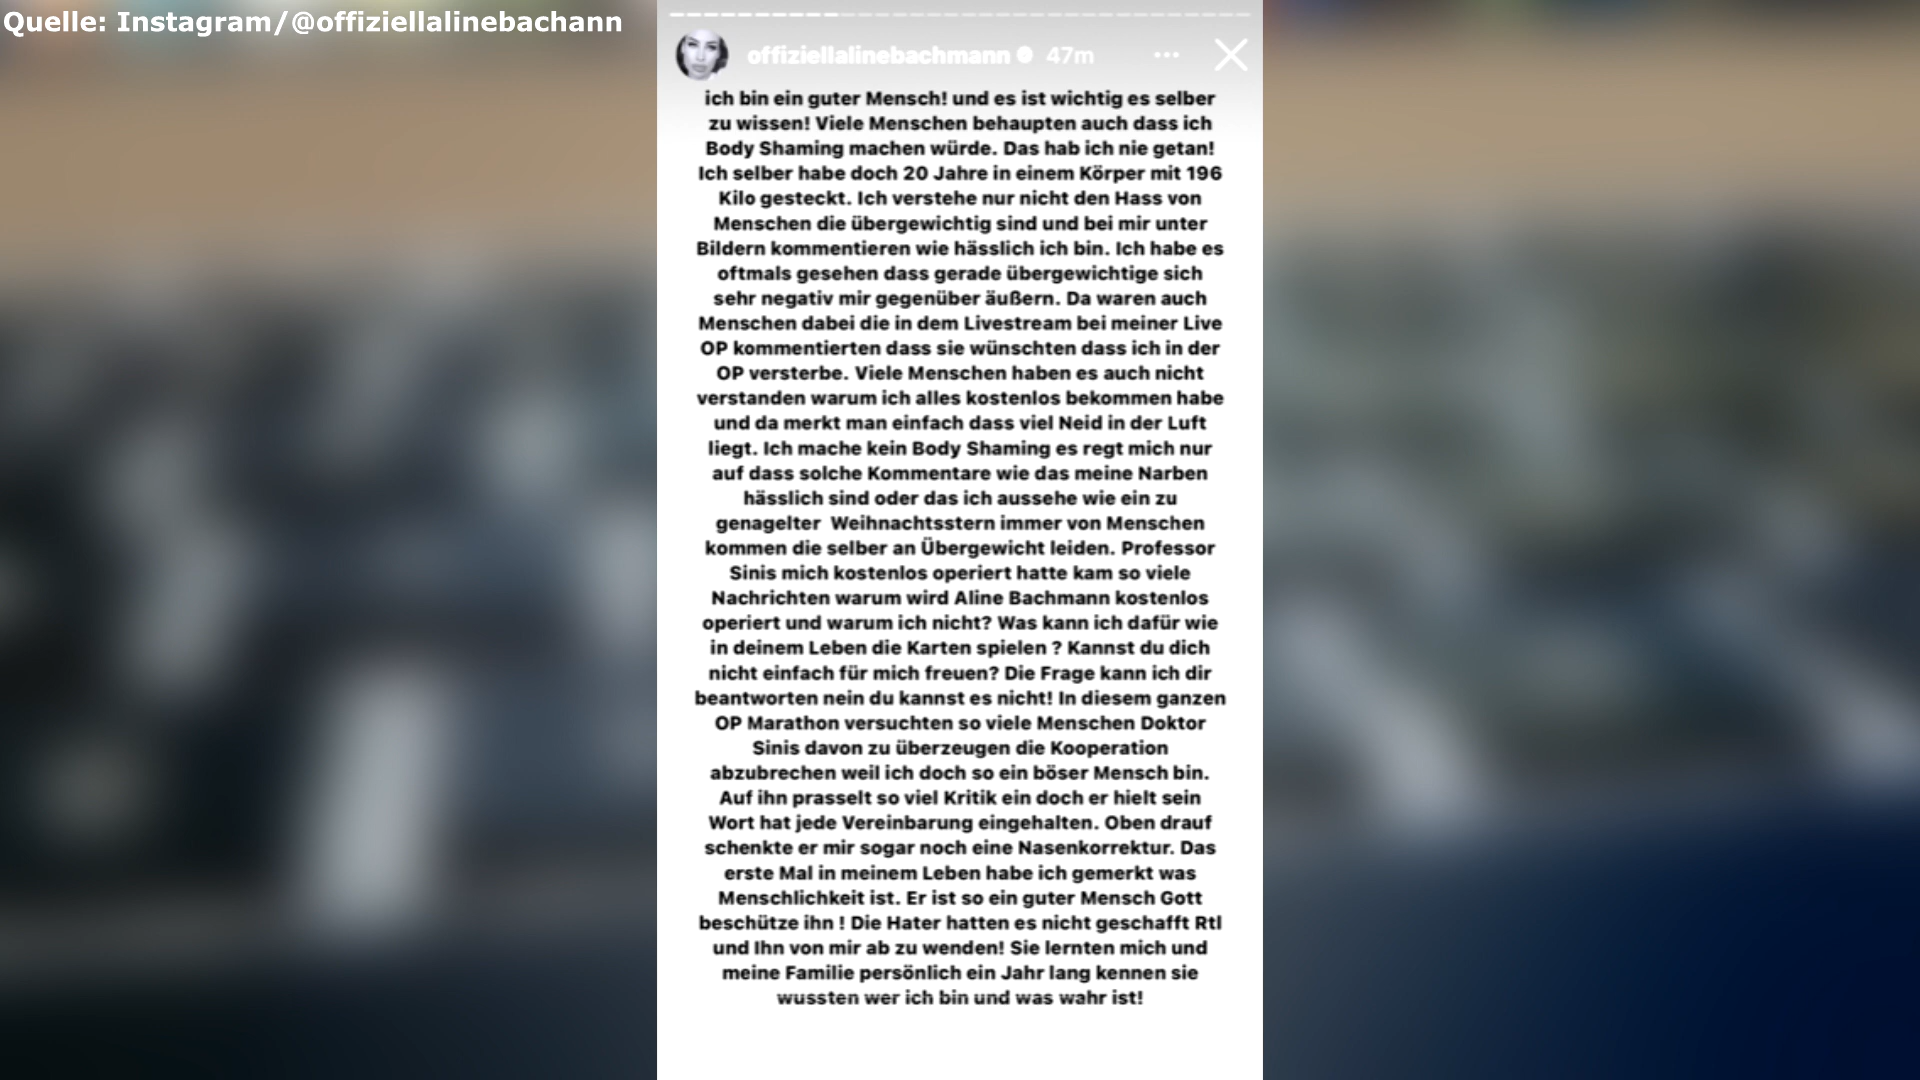 Quelle: Instagram/@offiziellalinebachann
offiziellalinebachmann 47m
ich bin ein guter Mensch! und es ist wichtig es selber
zu wissen! Viele Menschen behaupten auch dass ich
Body Shaming machen würde. Das hab ich nie getan!
Ich selber habe doch 20 Jahre in einem Körper mit 196
Kilo gesteckt. Ich verstehe nur nicht den Hass von
Menschen die übergewichtig sind und bei mir unter
Bildern kommentieren wie hässlich ich bin. Ich habe es
oftmals gesehen dass gerade übergewichtige sich
sehr negativ mir gegenüber äußern. Da waren auch
Menschen dabei die in dem Livestream bei meiner Live
OP kommentierten dass sie wünschten dass ich in der
OP versterbe. Viele Menschen haben es auch nicht
verstanden warum ich alles kostenlos bekommen habe
und da merkt man einfach dass viel Neid in der Luft
liegt. Ich mache kein Body Shaming es regt mich nur
auf dass solche Kommentare wie das meine Narben
hässlich sind oder das ich aussehe wie ein zu
genagelter Weihnachtsstern immer von Menschen
kommen die selber an Übergewicht leiden. Professor
Sinis mich kostenlos operiert hatte kam so viele
Nachrichten warum wird Aline Bachmann kostenlos
operiert und warum ich nicht? Was kann ich dafür wie
in deinem Leben die Karten spielen ? Kannst du dich
nicht einfach für mich freuen? Die Frage kann ich dir
beantworten nein du kannst es nicht! In diesem ganzen
OP Marathon versuchten so viele Menschen Doktor
Sinis davon zu überzeugen die Kooperation
abzubrechen weil ich doch so ein böser Mensch bin.
Auf ihn prasselt so viel Kritik ein doch er hielt sein
Wort hat jede Vereinbarung eingehalten. Oben drauf
schenkte er mir sogar noch eine Nasenkorrektur. Das
erste Mal in meinem Leben habe ich gemerkt was
Menschlichkeit ist. Er ist so ein guter Mensch Gott
beschütze ihn ! Die Hater hatten es nicht geschafft Rtl
und Ihn von mir ab zu wenden! Sie lernten mich und
meine Familie persönlich ein Jahr lang kennen sie
wussten wer ich bin und was wahr ist!